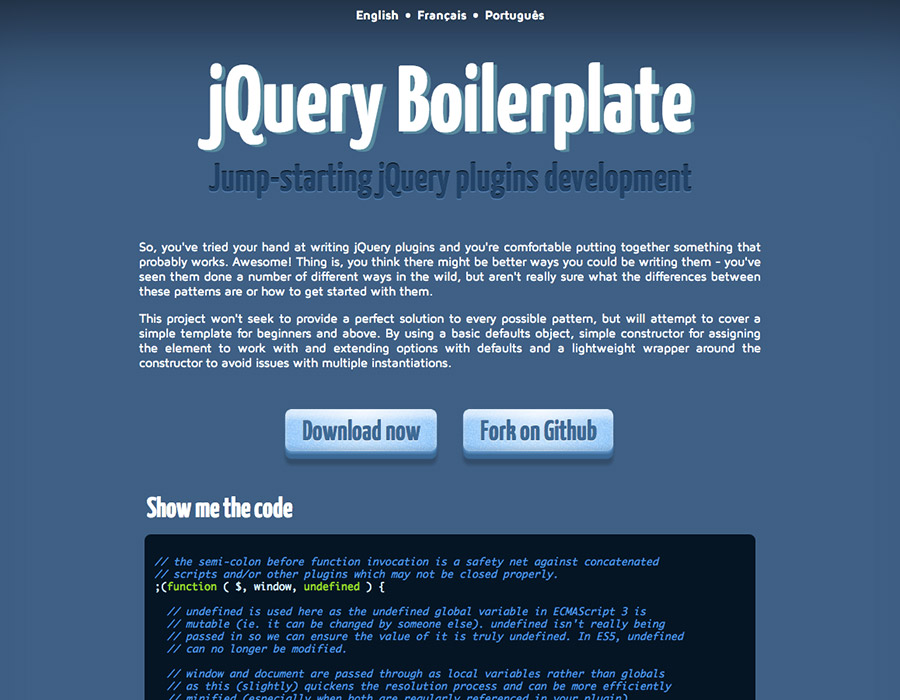 English • Français • Português
jQuery Boilerplate
Jump-starting jQuery plugins development
So, you've tried your hand at writing jQuery plugins and you're comfortable putting together something that
probably works. Awesome! Thing is, you think there might be better ways you could be writing them - you've
seen them done a number of different ways in the wild, but aren't really sure what the differences between
these patterns are or how to get started with them.
This project won't seek to provide a perfect solution to every possible pattern, but will attempt to cover a
simple template for beginners and above. By using a basic defaults object, simple constructor for assigning
the element to work with and extending options with defaults and a lightweight wrapper around the
constructor to avoid issues with multiple instantiations.
Download now
Fork on Github
Show me the code
// the semi-colon before function invocation is a safety net against concatenated
// scripts and/or other plugins which may not be closed properly.
;(function ( $, window, undefined ) {
// undefined is used here as the undefined global variable in ECMAScript 3 is
// mutable (ie. it can be changed by someone else). undefined isn't really being
// passed in so we can ensure the value of it is truly undefined. In ES5, undefined
// can no longer be modified.
// window and document are passed through as local variables rather than globals
// as this (slightly) quickens the resolution process and can be more efficiently
// minified (especially when both are regularly referenced in your plugin).